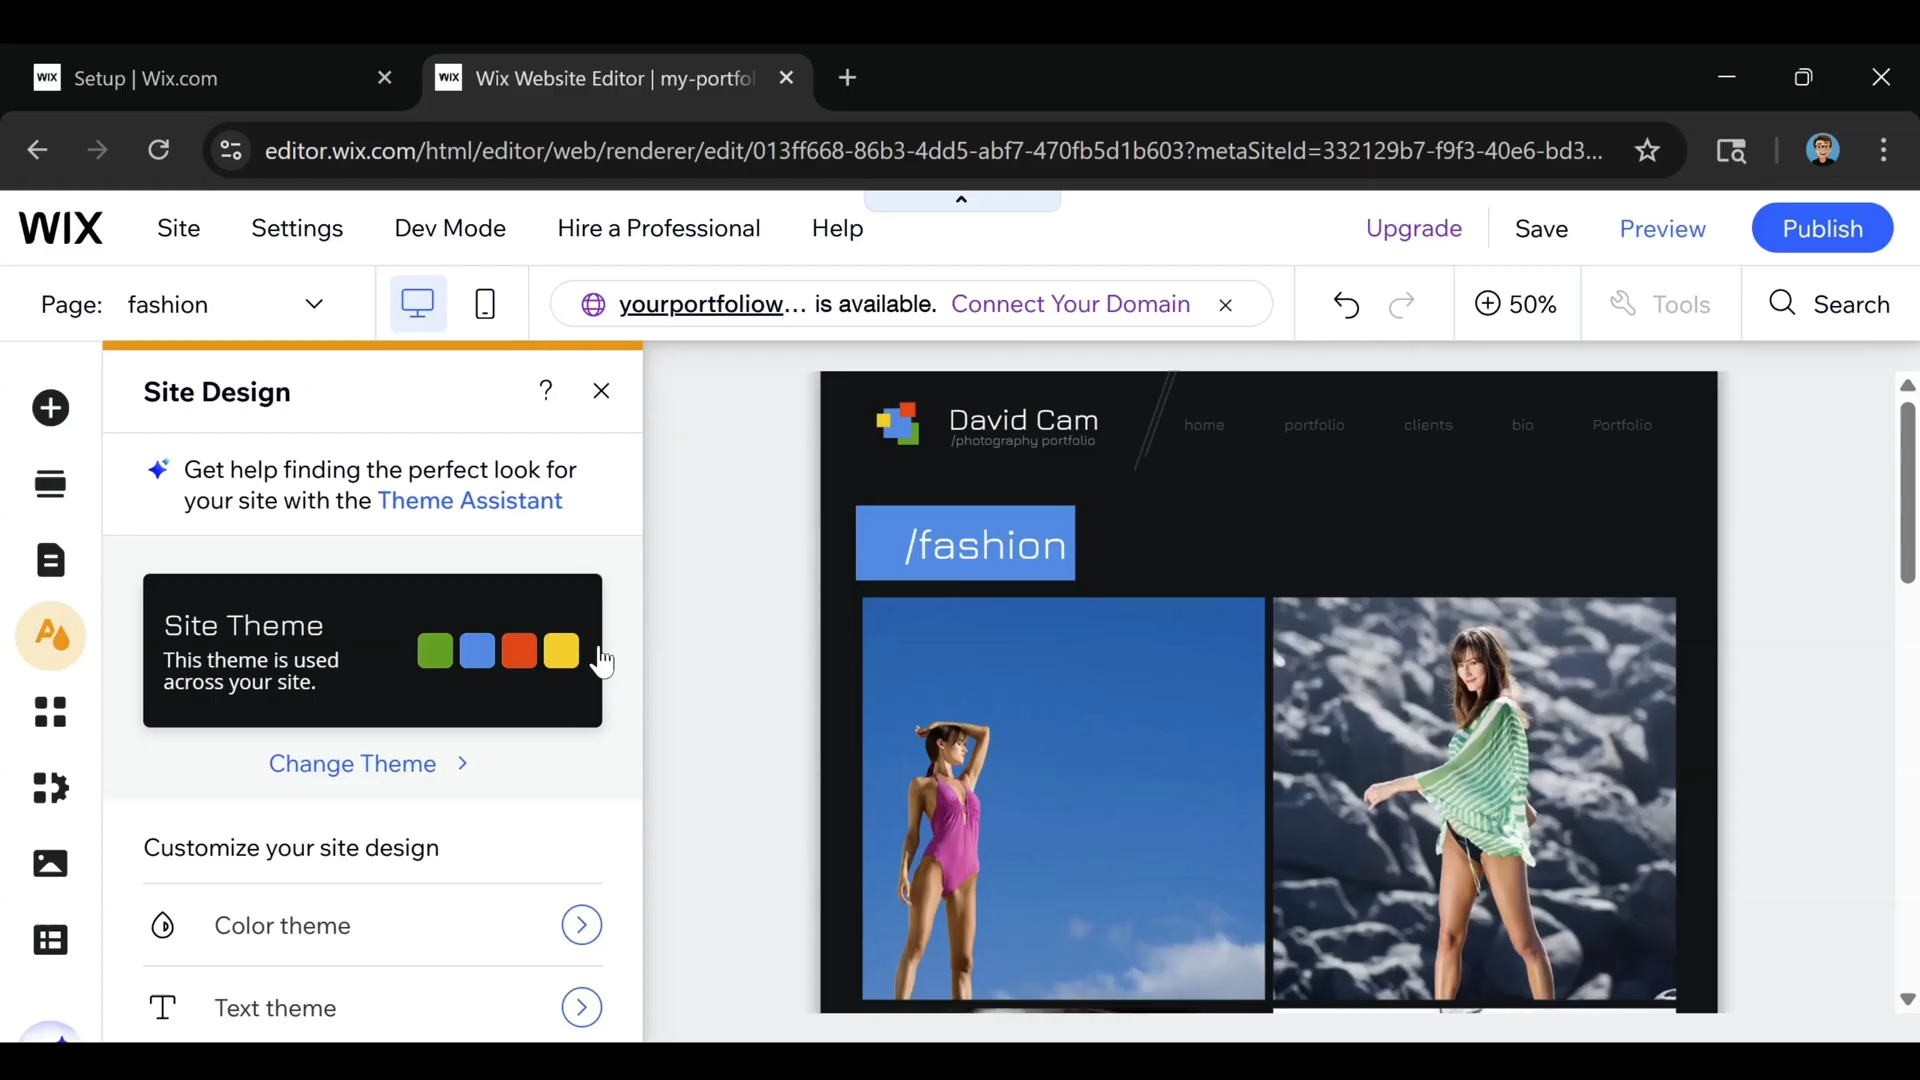 WIX Setup | Wix.com
WIX Wix Website Editor | my-portfol
editor.wix.com/html/editor/web/renderer/edit/013ff668-86b3-4dd5-abf7-470fb5d1b603?metaSiteId=332129b7-f9f3-40e6-bd3...
WIX Site Settings Dev Mode Hire a Professional Help Upgrade Save Preview Publish
Page: fashion yourportfoliow... is available. Connect Your Domain 50% Tools Search
Site Design ?
Get help finding the perfect look for
your site with the Theme Assistant
Site Theme
This theme is used
across your site.
Change Theme
Customize your site design
Color theme
Text theme
David Cam
/photography portfolio
home portfolio clients bio Portfolio
/fashion